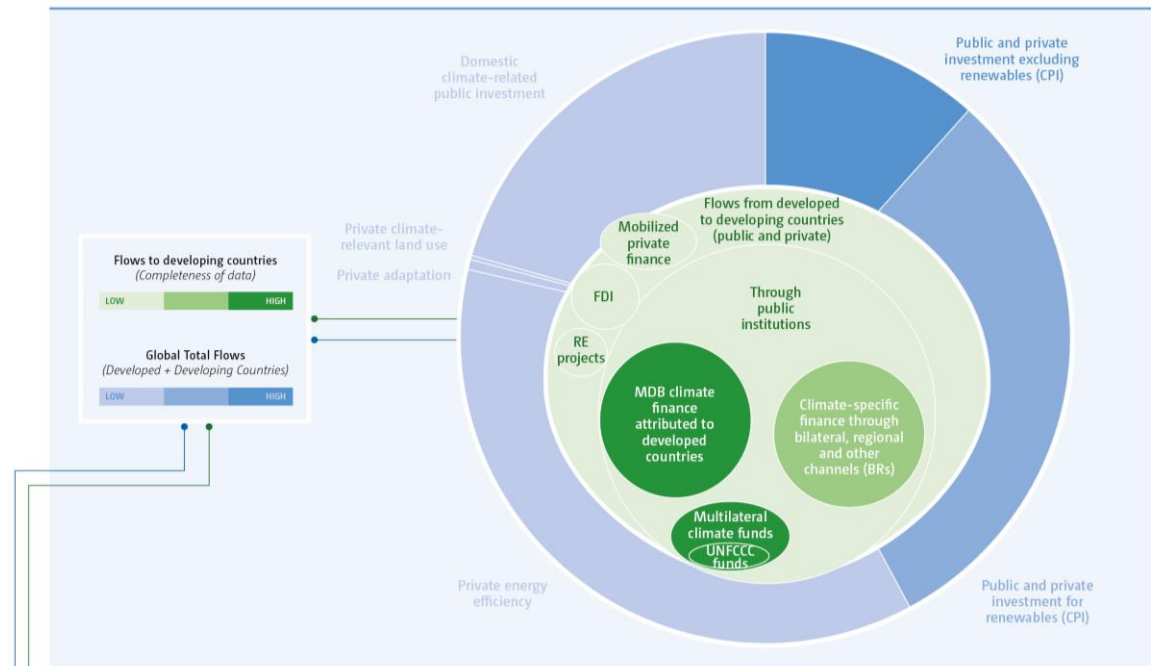 Domestic
climate-related
public investment
Public and private
investment excluding
renewables (CPI)
Private climate-
relevant land use
Private adaptation
Flows to developing countries
(Completeness of data)
LOW HIGH
Global Total Flows
(Developed + Developing Countries)
LOW HIGH
Flows from developed
to developing countries
(public and private)
Mobilized
private
finance
FDI
RE
projects
Through
public
institutions
MDB climate
finance
attributed to
developed
countries
Climate-specific
finance through
bilateral, regional
and other
channels (BRs)
Multilateral
climate funds
UNFCCC
funds
Private energy
efficiency
Public and private
investment for
renewables (CPI)